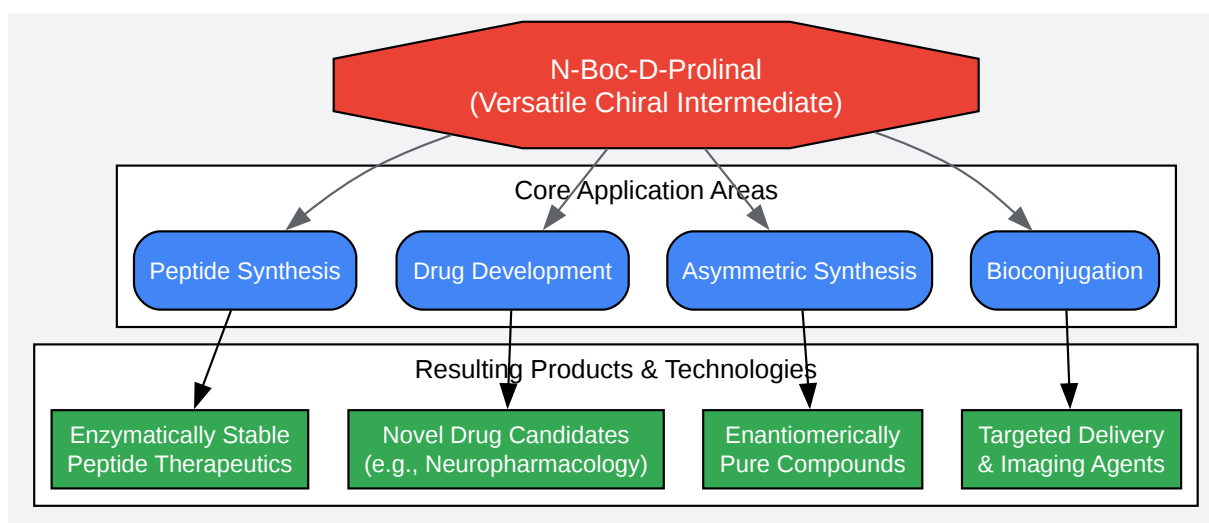 N-Boc-D-Prolinal
(Versatile Chiral Intermediate)
Core Application Areas
Peptide Synthesis
Drug Development
Asymmetric Synthesis
Bioconjugation
Resulting Products & Technologies
Enzymatically Stable
Peptide Therapeutics
Novel Drug Candidates
(e.g., Neuropharmacology)
Enantiomerically
Pure Compounds
Targeted Delivery
& Imaging Agents